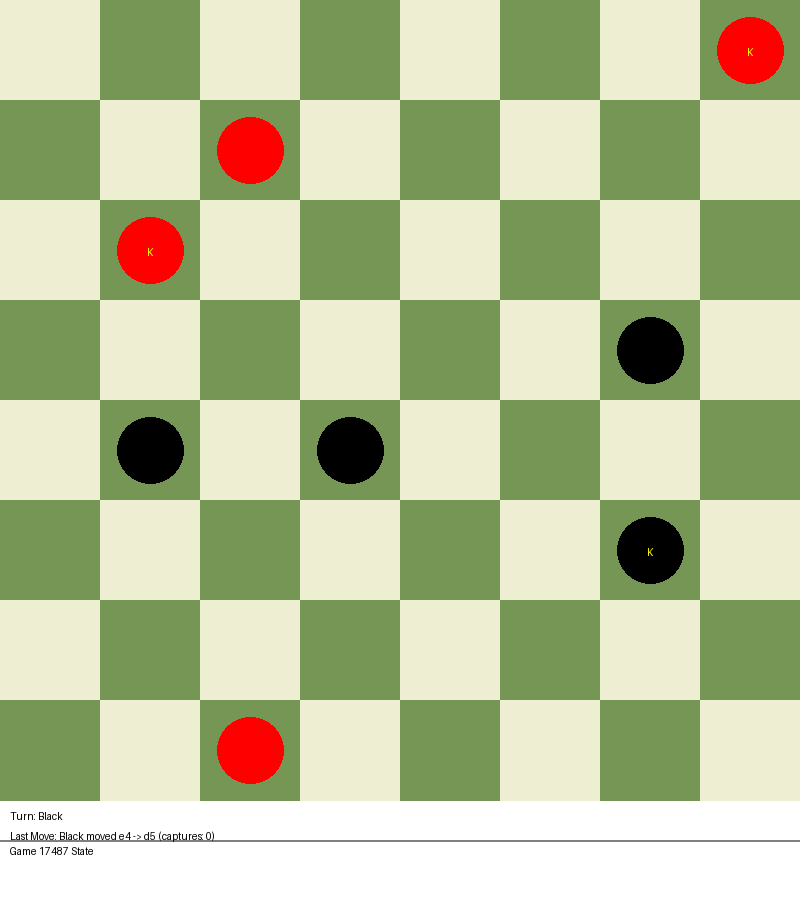 K
K
K
Turn: Black
Last Move: Black moved e4 -> d5 (captures: 0)
Game 17487 State